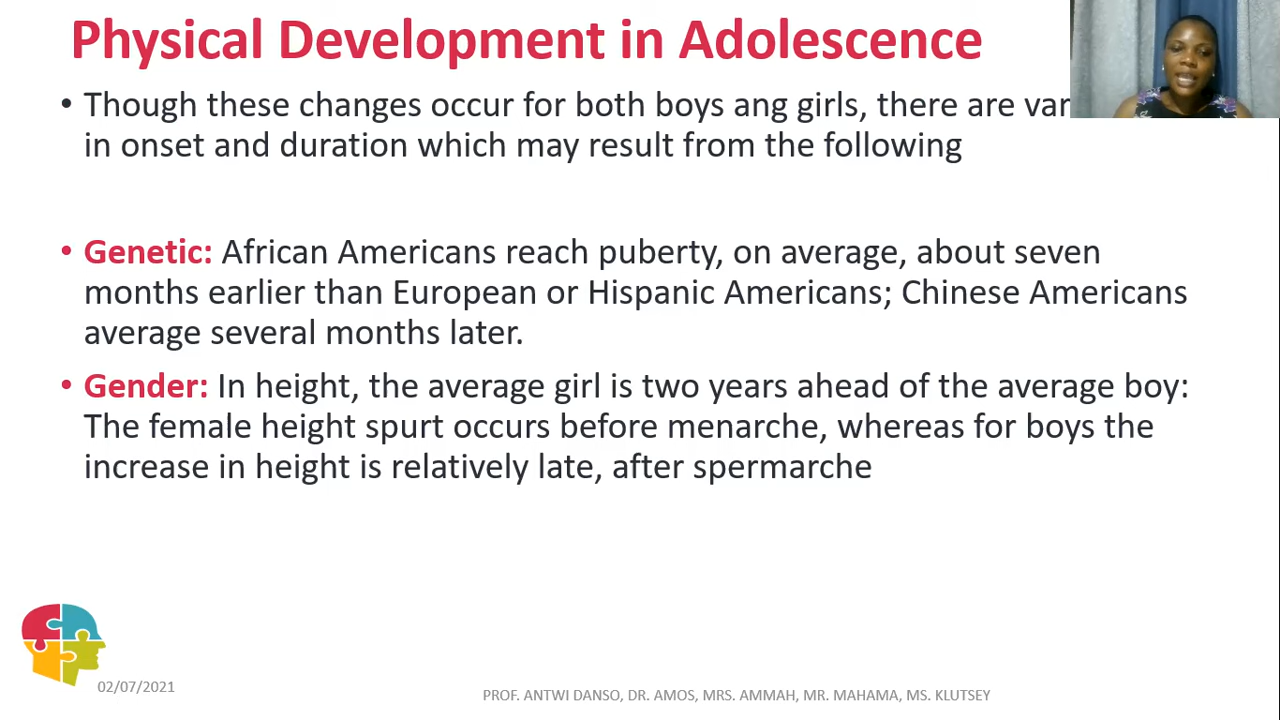 Physical Development in Adolescence
• Though these changes occur for both boys ang girls, there are
in onset and duration which may result from the following
• Genetic: African Americans reach puberty, on average, about seven
months earlier than European or Hispanic Americans; Chinese Americans
average several months later.
• Gender: In height, the average girl is two years ahead of the average boy:
The female height spurt occurs before menarche, whereas for boys the
increase in height is relatively late, after spermarche
02/07/2021
PROF. ANTWI DANSO, DR. AMOS, MRS. AMMAH, MR. MAHAMA, MS. KLUTSEY